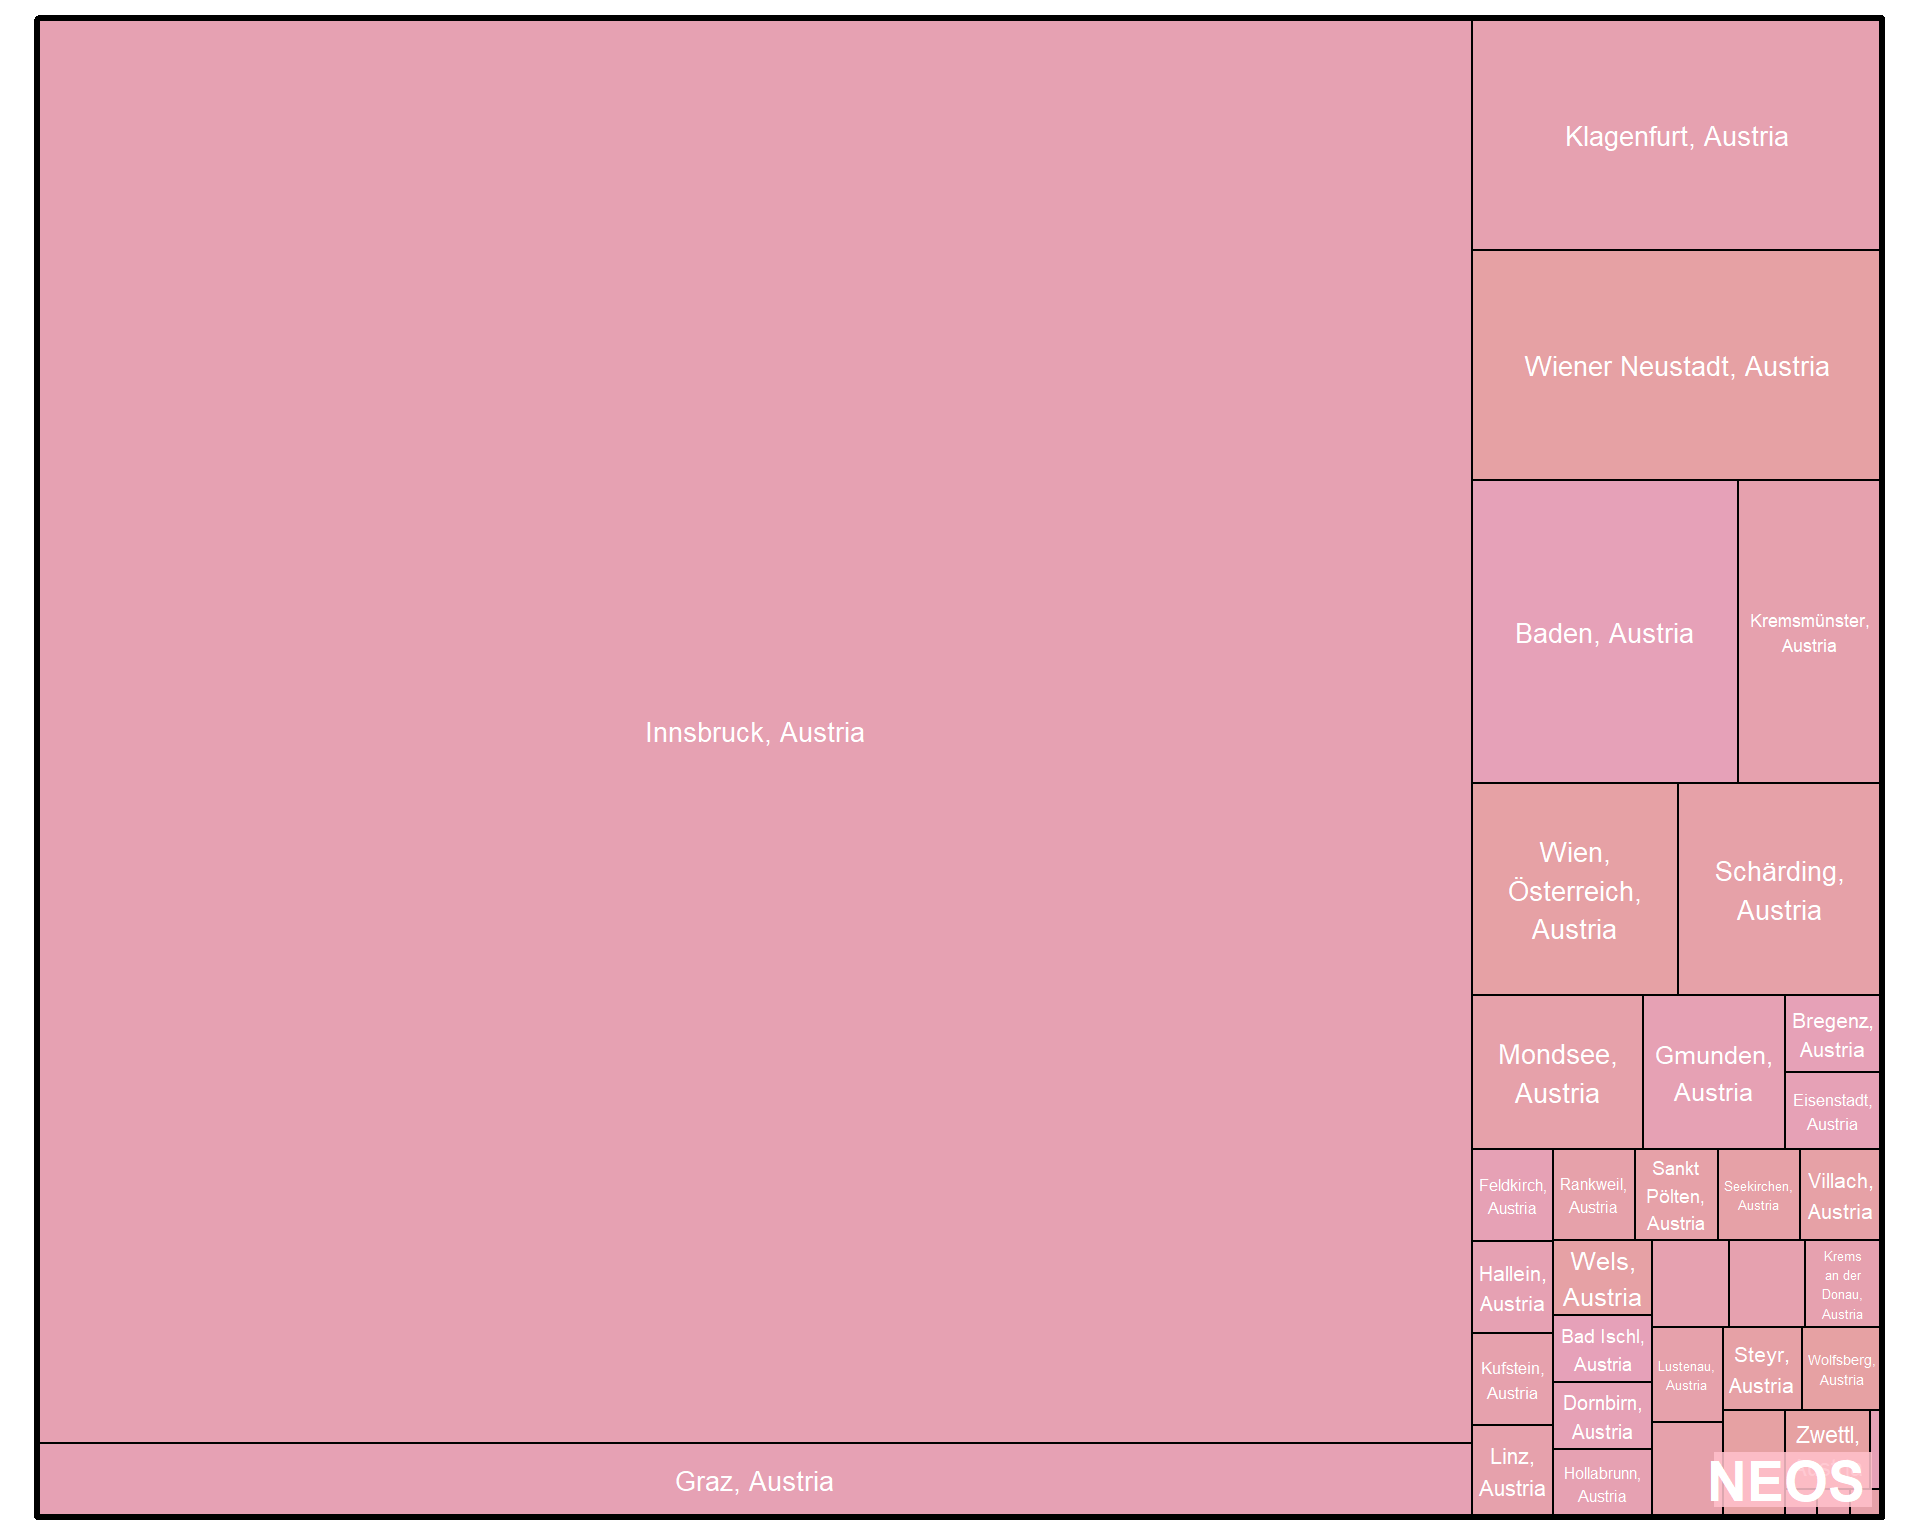 Klagenfurt, Austria
Wiener Neustadt, Austria
Baden, Austria
Kremsmünster,
Austria
Innsbruck, Austria
Wien,
Österreich,
Austria
Schärding,
Austria
Mondsee,
Austria
Gmunden,
Austria
Bregenz,
Austria
Eisenstadt,
Austria
Feldkirch,
Austria
Rankweil,
Austria
Sankt
Pölten,
Austria
Seekirchen,
Austria
Villach,
Austria
Hallein,
Austria
Wels,
Austria
Krems
an der
Donau,
Austria
Bad Ischl,
Austria
Kufstein,
Austria
Lustenau,
Austria
Steyr,
Austria
Wolfsberg,
Austria
Dornbirn,
Austria
Zwettl,
Linz,
Austria
Hollabrunn,
Austria
Graz, Austria
NEOS